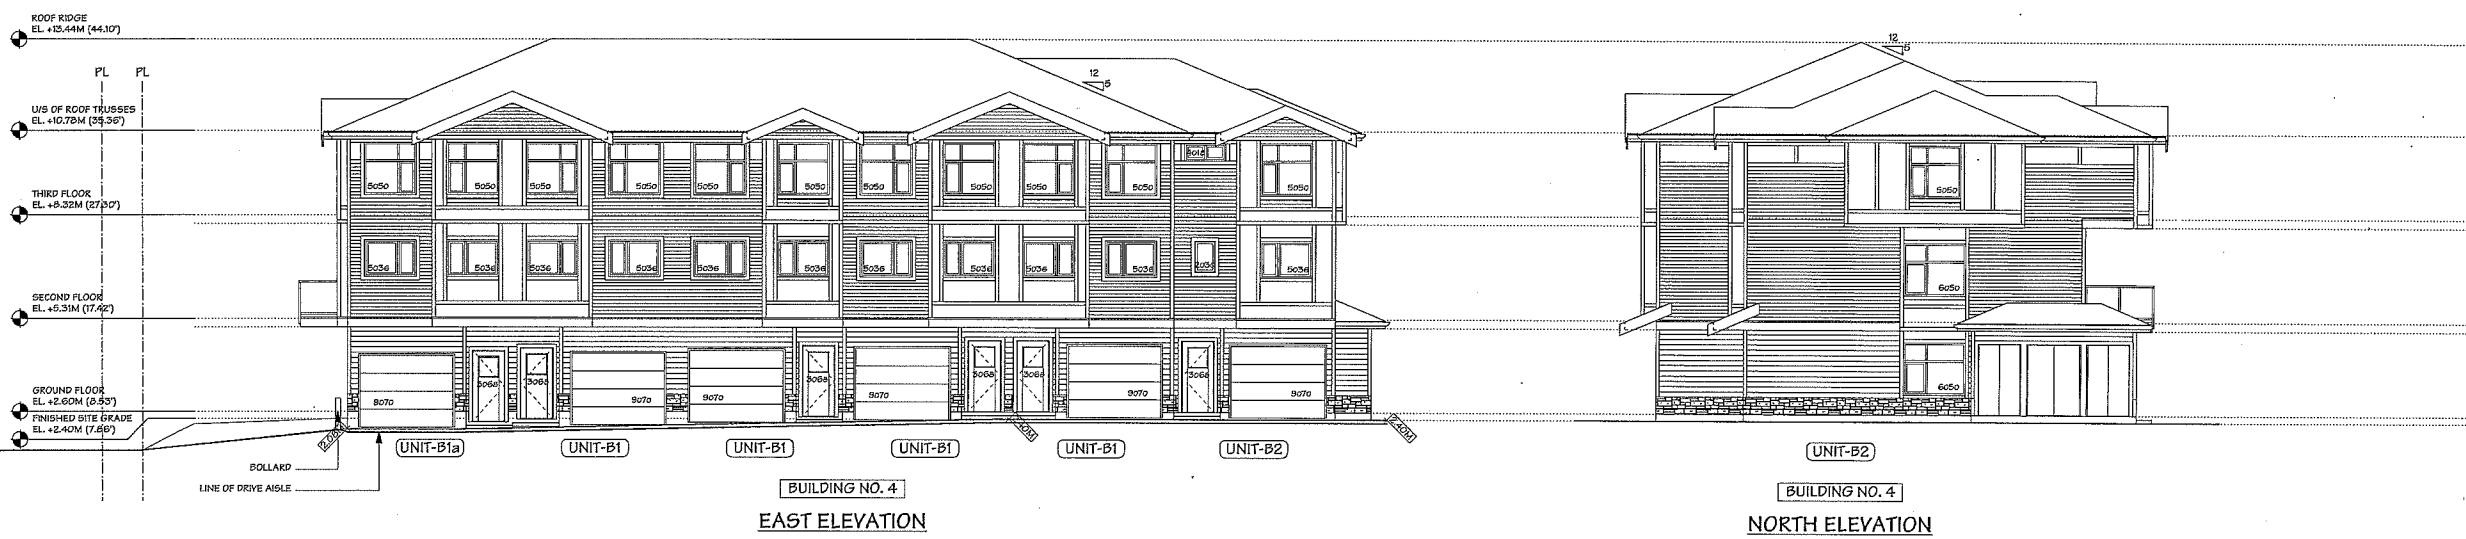 ROOF RIDGE
EL. +13.44M (44.10')
PL PL
U/S OF ROOF TRUSSES
EL. +10.78M (35.36')
THIRD FLOOR
EL. +8.32M (27.30')
SECOND FLOOR
EL. +5.31M (17.42')
GROUND FLOOR
EL. +2.60M (8.53')
FINISHED SITE GRADE
EL. +2.40M (7.88')
BOLLARD
LINE OF DRIVE AISLE
12
5
5050 5050 5050 5050 5050 5050 5050 5050 5050 5050 5018 5050
5036 5036 5036 5036 5036 5036 5036 5036 5036 5036 2036 5036
8070 3068 3068 9070 9070 3068 9070 3068 3068 9070 3068 9070
2.40M
UNIT-B1a UNIT-B1 UNIT-B1 UNIT-B1 UNIT-B1 UNIT-B2
BUILDING NO. 4
EAST ELEVATION
12
5
5050
6050
6050
UNIT-B2
BUILDING NO. 4
NORTH ELEVATION